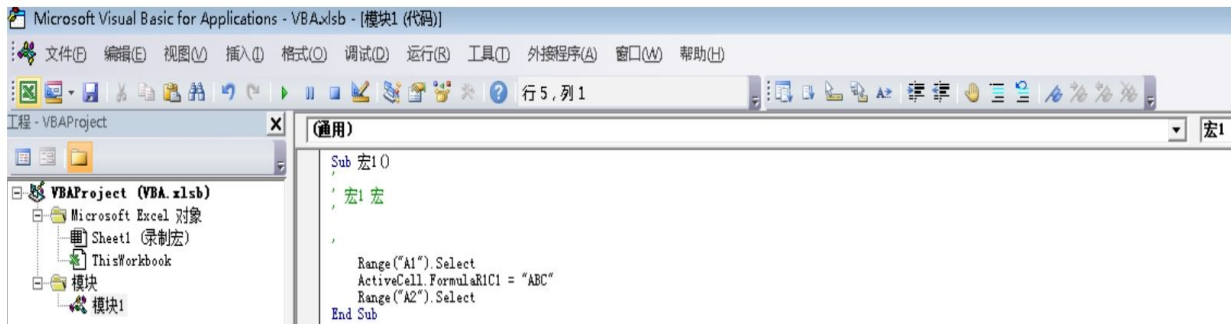 Microsoft Visual Basic for Applications - VBA.xlsb - [模块1 (代码)]
文件(F) 编辑(E) 视图(V) 插入(I) 格式(O) 调试(D) 运行(R) 工具(T) 外接程序(A) 窗口(W) 帮助(H)
行 5 , 列 1
工程 - VBAProject
(通用)
宏1
VBAProject (VBA.xlsb)
Microsoft Excel 对象
Sheet1 (录制宏)
ThisWorkbook
模块
模块1
Sub 宏1()
'
' 宏1 宏
'
'
Range("A1").Select
ActiveCell.FormulaR1C1 = "ABC"
Range("A2").Select
End Sub